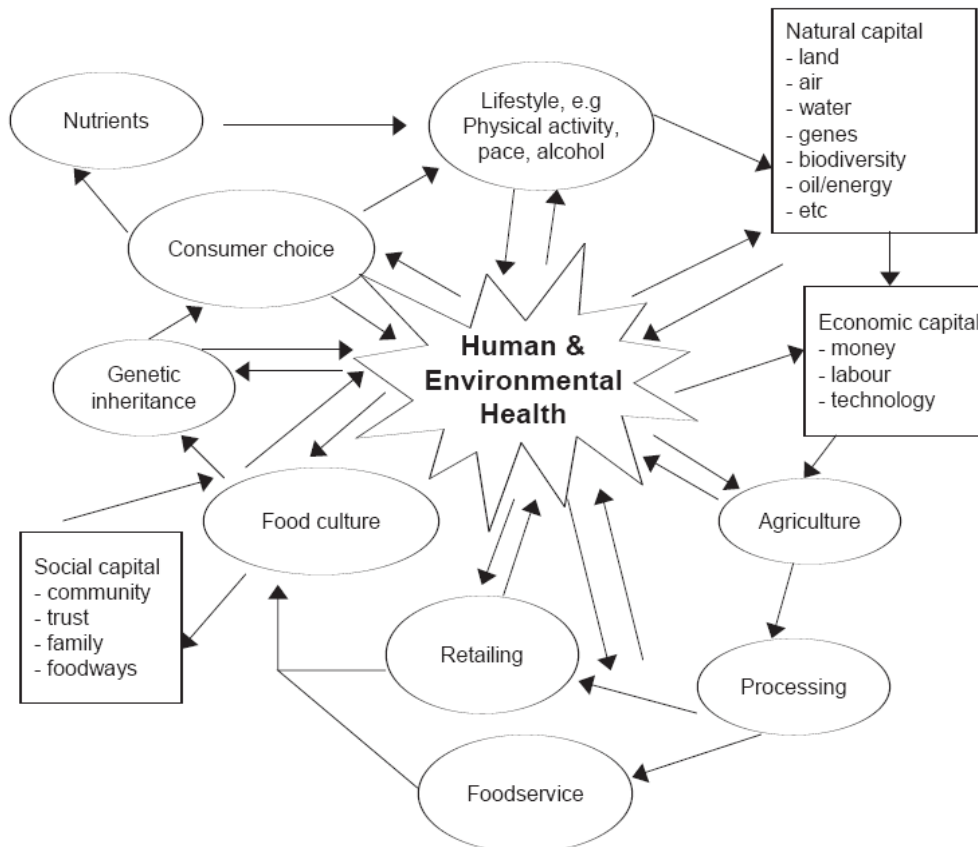 Natural capital
- land
- air
- water
- genes
- biodiversity
- oil/energy
- etc
Lifestyle, e.g
Physical activity,
pace, alcohol
Nutrients
Consumer choice
Human &
Environmental
Health
Economic capital
- money
- labour
- technology
Genetic
inheritance
Food culture
Agriculture
Social capital
- community
- trust
- family
- foodways
Retailing
Processing
Foodservice